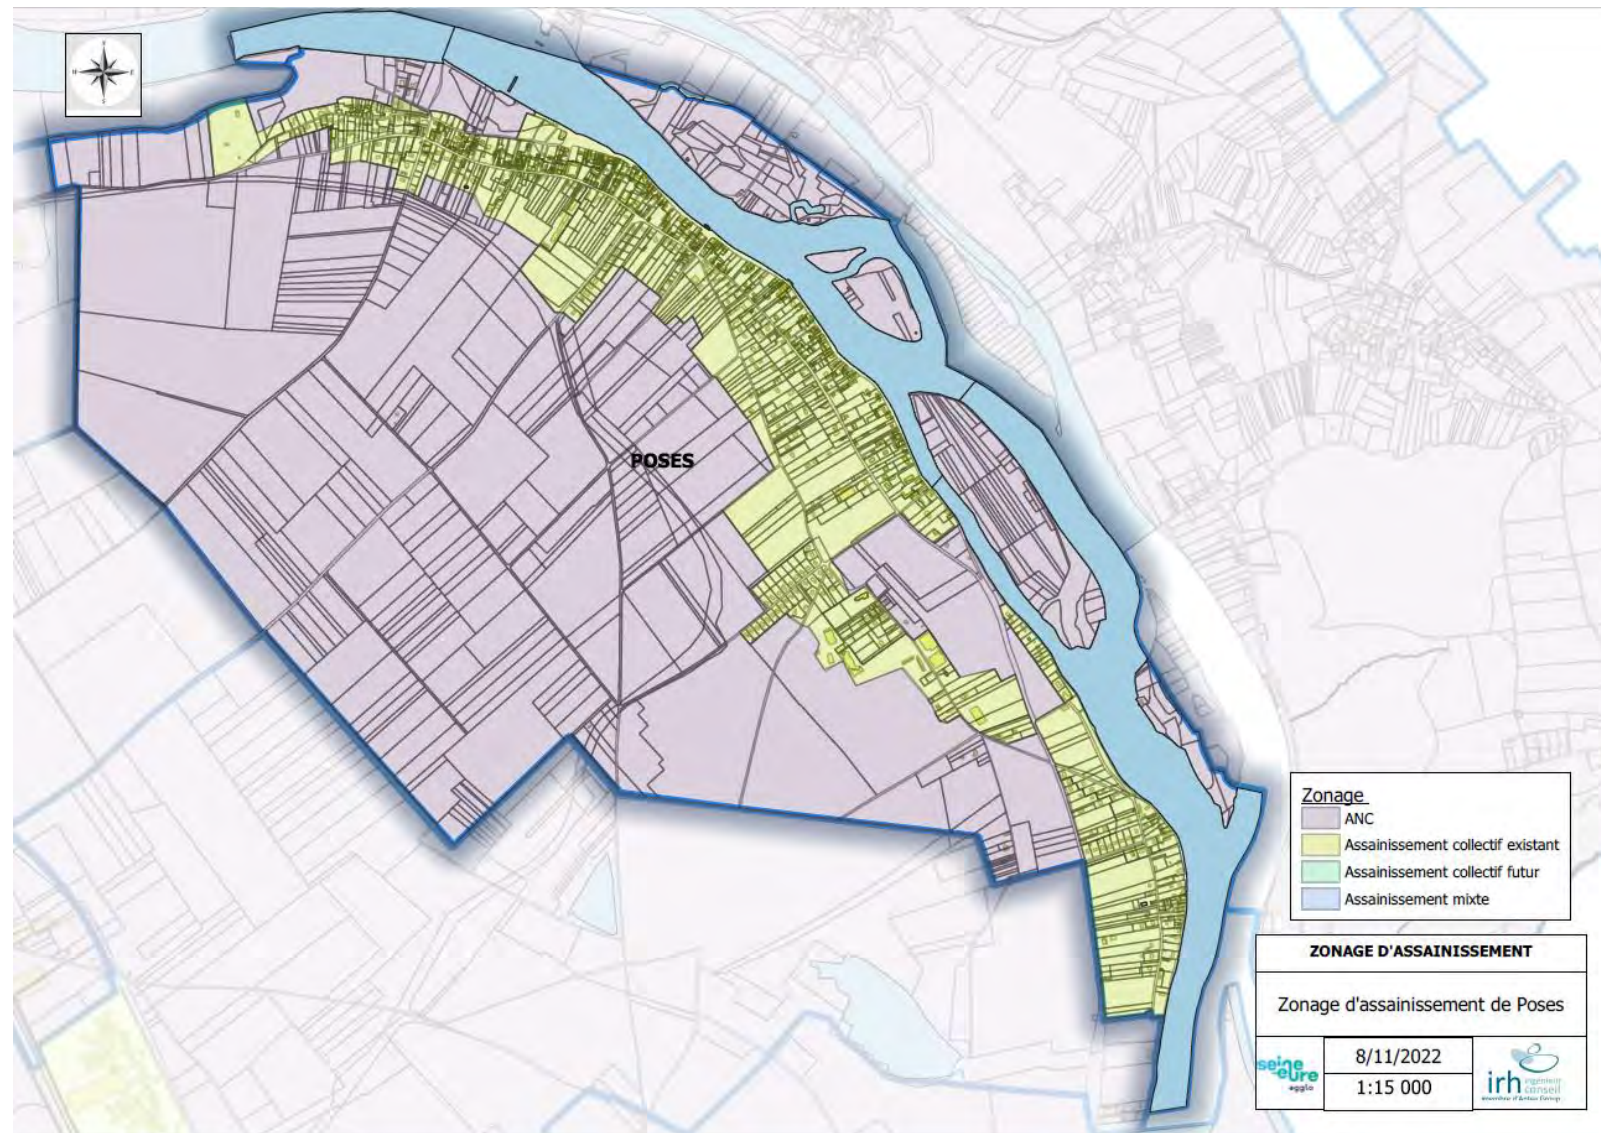 POSES
Zonage
ANC
Assainissement collectif existant
Assainissement collectif futur
Assainissement mixte
ZONAGE D'ASSAINISSEMENT
Zonage d'assainissement de Poses
seine
eure
agglo
8/11/2022
1:15 000
irh ingénieur
conseil